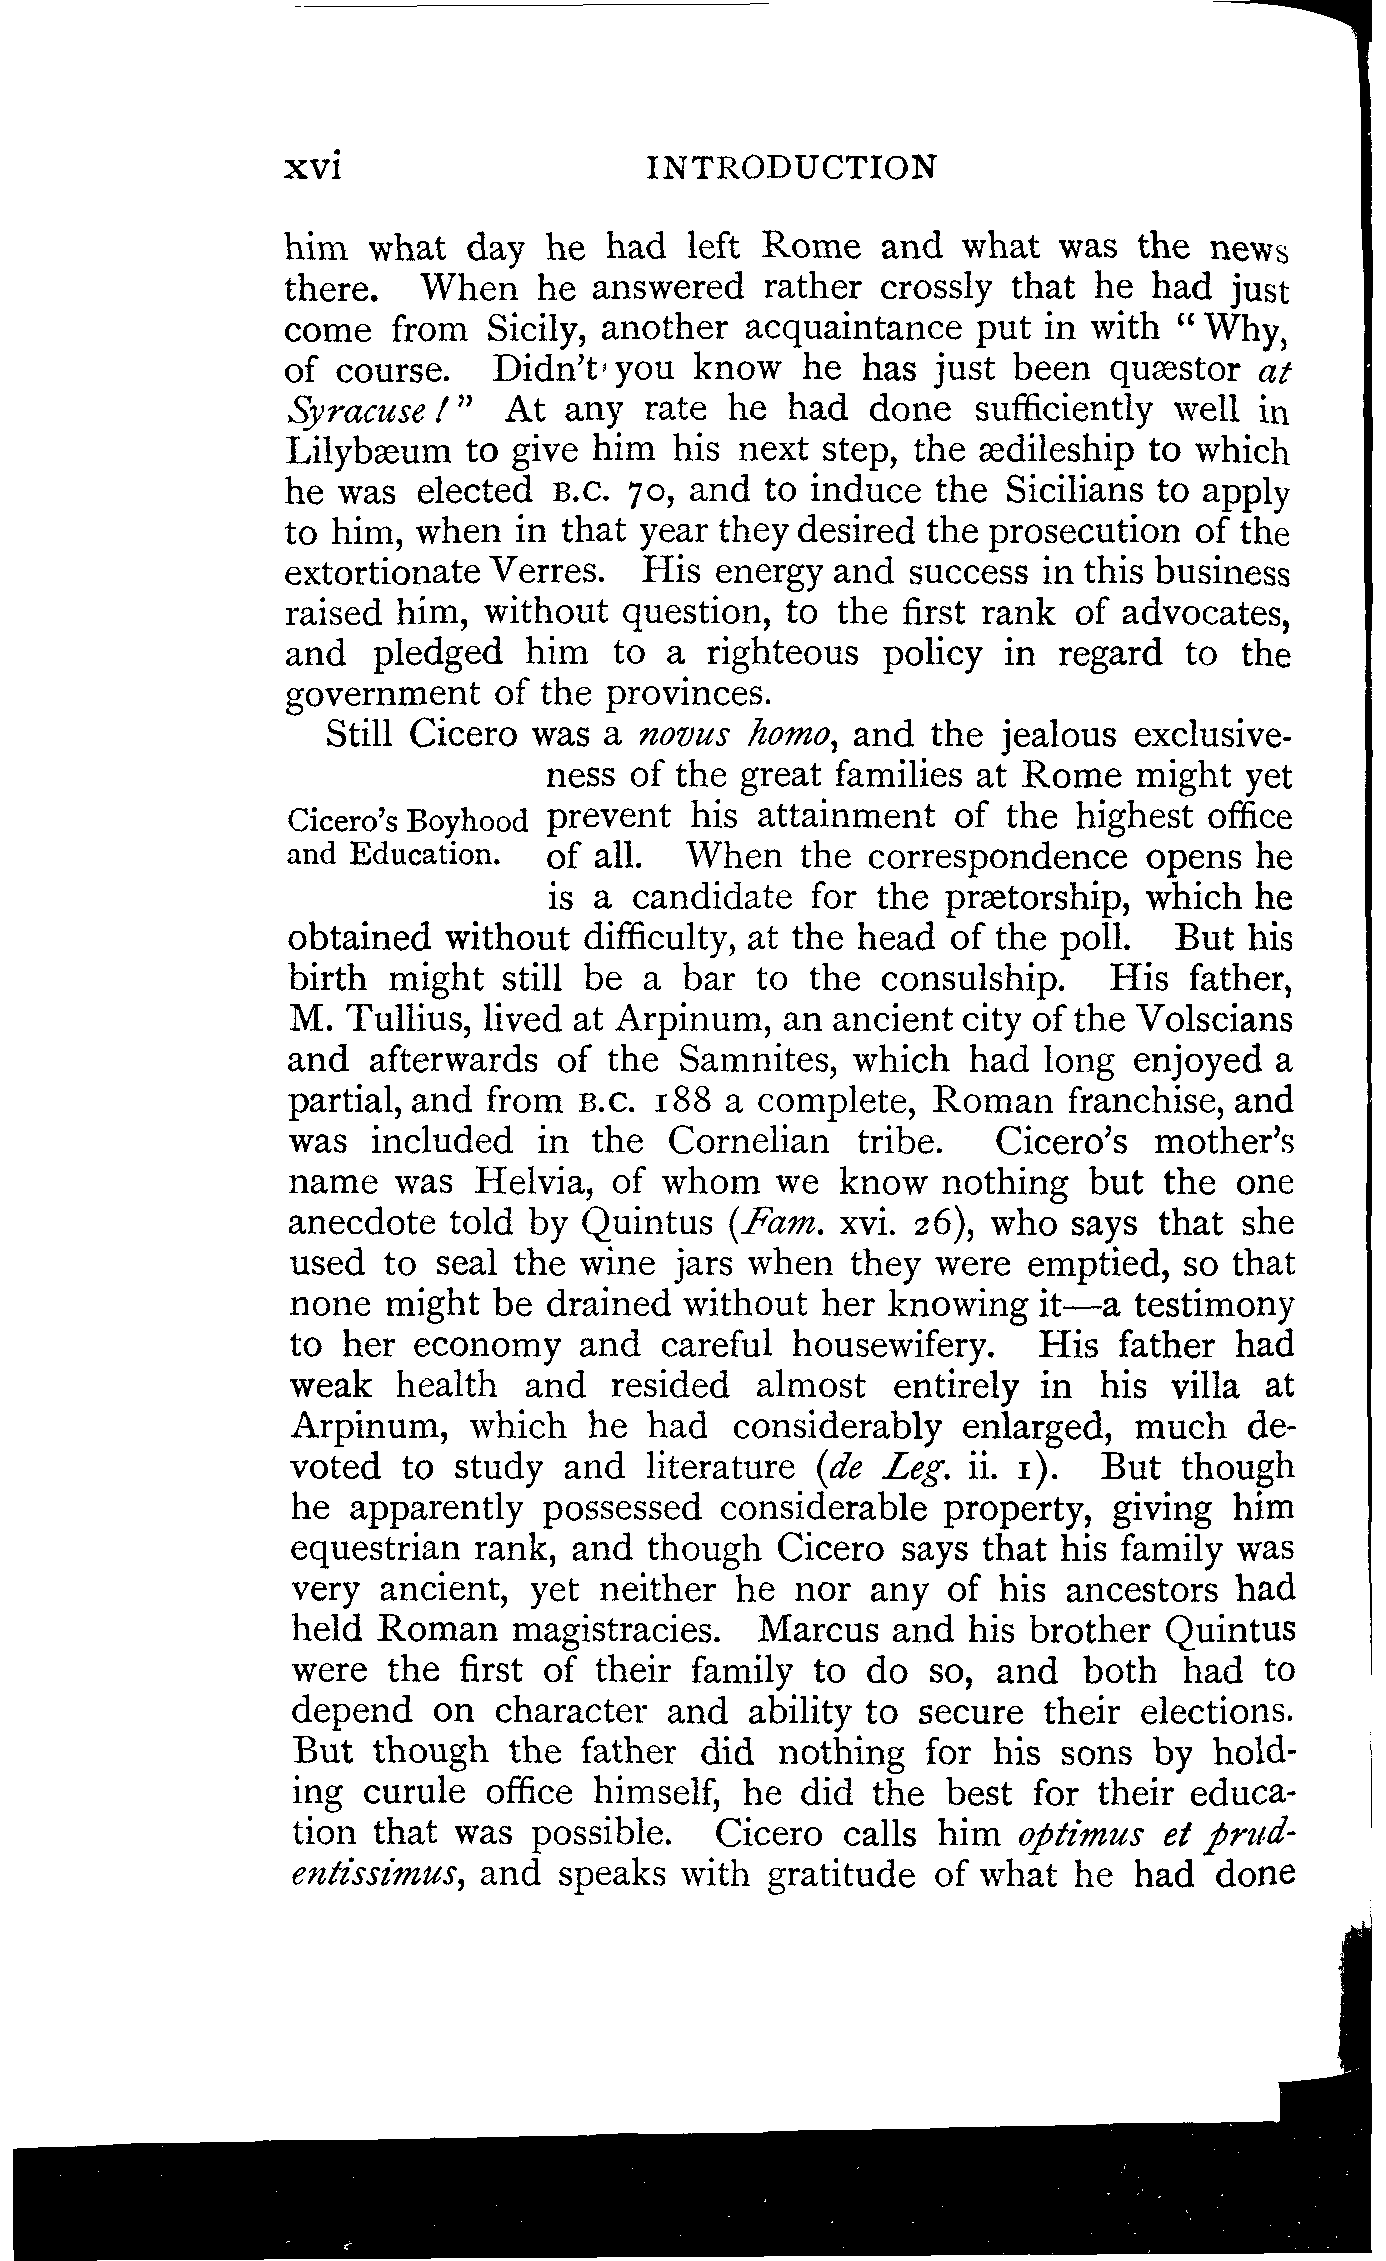 xvi INTRODUCTION
him what day he had left Rome and what was the news
there. When he answered rather crossly that he had just
come from Sicily, another acquaintance put in with “Why,
of course. Didn't you know he has just been quæstor at
Syracuse!” At any rate he had done sufficiently well in
Lilybæum to give him his next step, the ædileship to which
he was elected B.C. 70, and to induce the Sicilians to apply
to him, when in that year they desired the prosecution of the
extortionate Verres. His energy and success in this business
raised him, without question, to the first rank of advocates,
and pledged him to a righteous policy in regard to the
government of the provinces.
Still Cicero was a novus homo, and the jealous exclusive-
ness of the great families at Rome might yet
Cicero's Boyhood
and Education.
prevent his attainment of the highest office
of all. When the correspondence opens he
is a candidate for the prætorship, which he
obtained without difficulty, at the head of the poll. But his
birth might still be a bar to the consulship. His father,
M. Tullius, lived at Arpinum, an ancient city of the Volscians
and afterwards of the Samnites, which had long enjoyed a
partial, and from B.C. 188 a complete, Roman franchise, and
was included in the Cornelian tribe. Cicero's mother's
name was Helvia, of whom we know nothing but the one
anecdote told by Quintus (Fam. xvi. 26), who says that she
used to seal the wine jars when they were emptied, so that
none might be drained without her knowing it—a testimony
to her economy and careful housewifery. His father had
weak health and resided almost entirely in his villa at
Arpinum, which he had considerably enlarged, much de-
voted to study and literature (de Leg. ii. 1). But though
he apparently possessed considerable property, giving him
equestrian rank, and though Cicero says that his family was
very ancient, yet neither he nor any of his ancestors had
held Roman magistracies. Marcus and his brother Quintus
were the first of their family to do so, and both had to
depend on character and ability to secure their elections.
But though the father did nothing for his sons by hold-
ing curule office himself, he did the best for their educa-
tion that was possible. Cicero calls him optimus et prud-
entissimus, and speaks with gratitude of what he had done